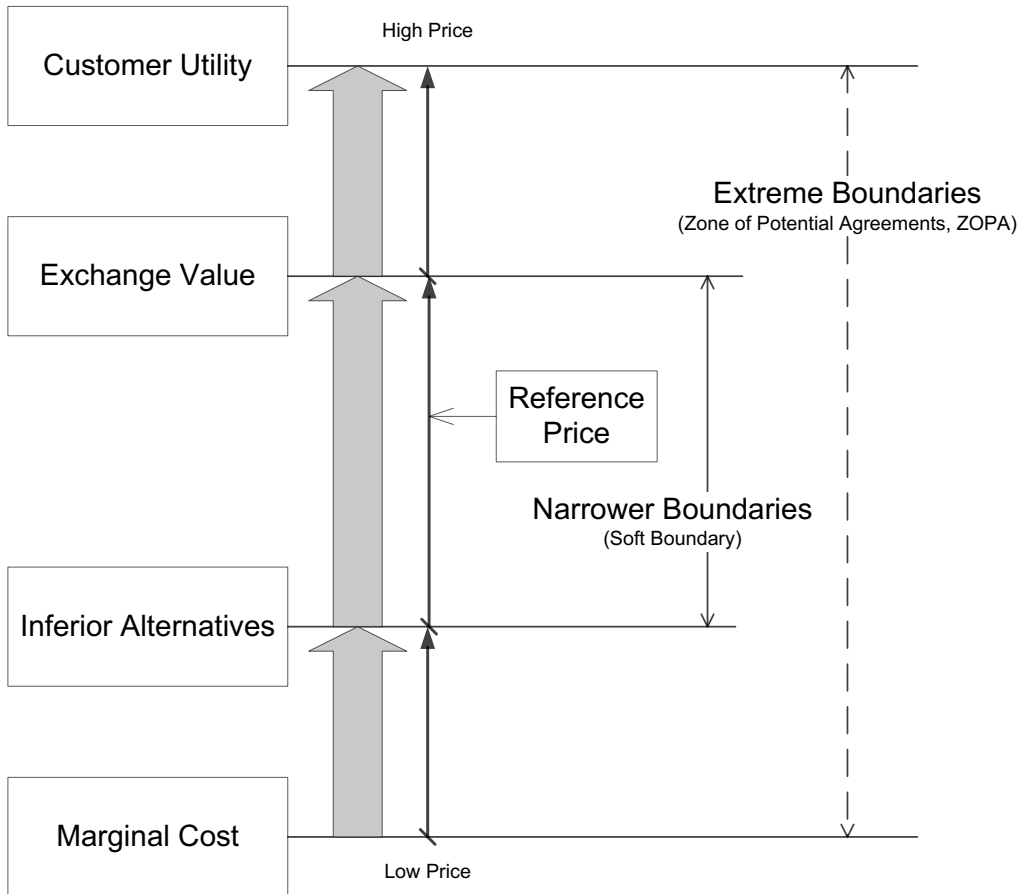 High Price
Customer Utility
Extreme Boundaries
(Zone of Potential Agreements, ZOPA)
Exchange Value
Reference
Price
Narrower Boundaries
(Soft Boundary)
Inferior Alternatives
Marginal Cost
Low Price